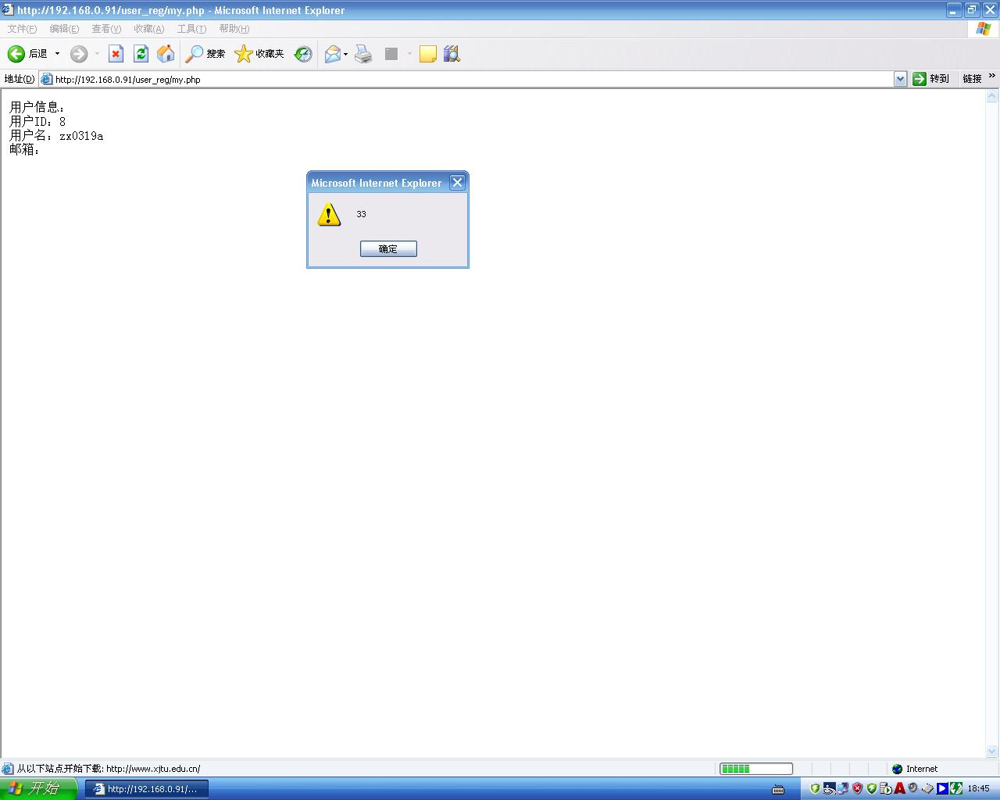 http://192.168.0.91/user_reg/my.php - Microsoft Internet Explorer
文件(F) 编辑(E) 查看(V) 收藏(A) 工具(T) 帮助(H)
后退 搜索 收藏夹
地址(D) http://192.168.0.91/user_reg/my.php 转到 链接 »
用户信息：
用户ID：8
用户名：zx0319a
邮箱：
Microsoft Internet Explorer
33
确定
从以下站点开始下载: http://www.xjtu.edu.cn/ Internet
开始 http://192.168.0.91/... 18:45